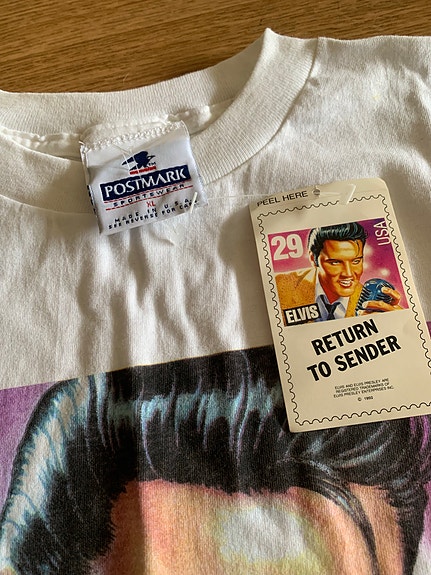 POSTMARK
SPORTSWEAR
XL
MADE IN U.S.A.
SEE REVERSE FOR CARE
PEEL HERE
29
USA
ELVIS
RETURN
TO SENDER
ELVIS AND ELVIS PRESLEY ARE
REGISTERED TRADEMARKS OF
ELVIS PRESLEY ENTERPRISES INC.
© 1992